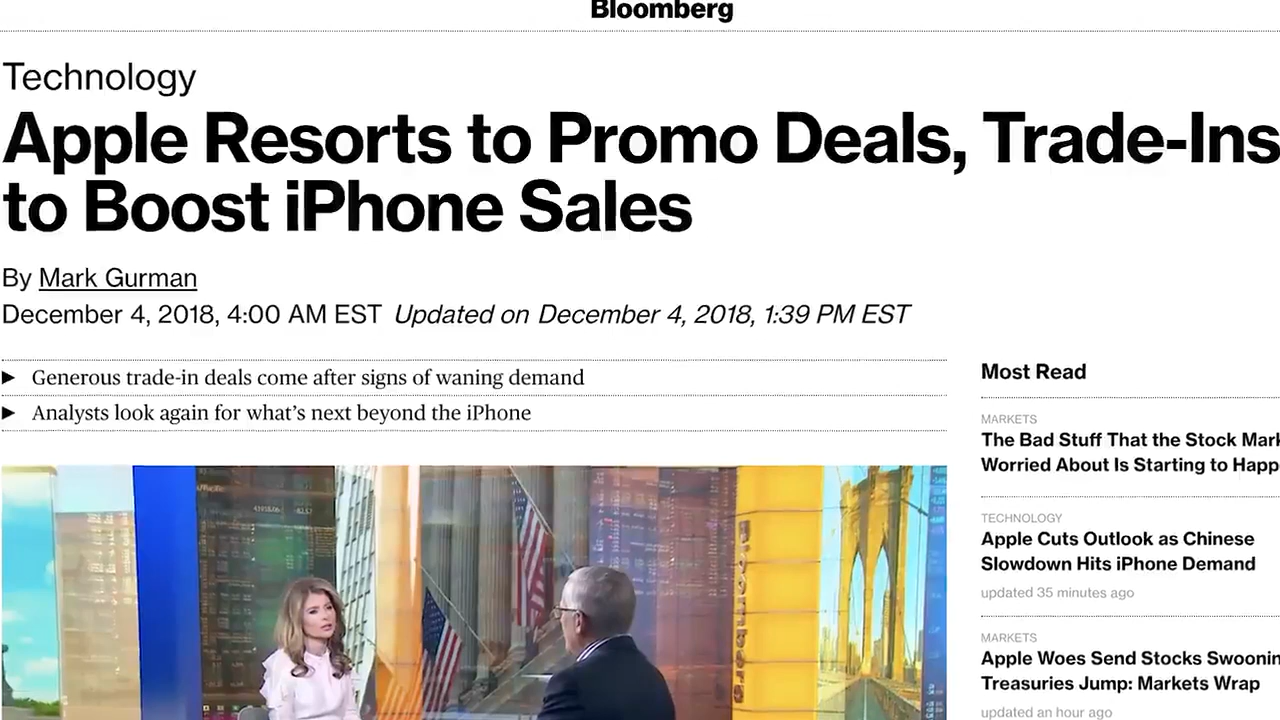 Bloomberg
Technology
Apple Resorts to Promo Deals, Trade-Ins
to Boost iPhone Sales
By Mark Gurman
December 4, 2018, 4:00 AM EST Updated on December 4, 2018, 1:39 PM EST
▶ Generous trade-in deals come after signs of waning demand
▶ Analysts look again for what's next beyond the iPhone
Most Read
MARKETS
The Bad Stuff That the Stock Mark
Worried About Is Starting to Happ
TECHNOLOGY
Apple Cuts Outlook as Chinese
Slowdown Hits iPhone Demand
updated 35 minutes ago
MARKETS
Apple Woes Send Stocks Swoonin
Treasuries Jump: Markets Wrap
updated an hour ago
Bloomberg